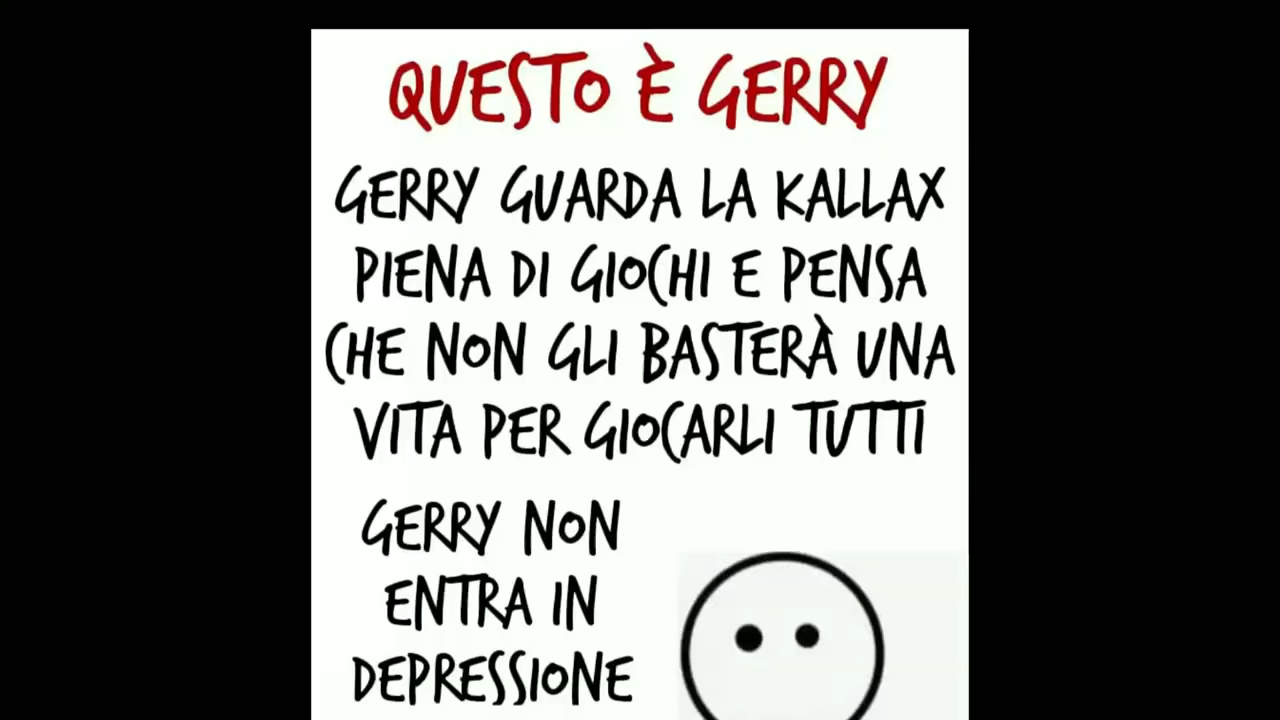 QUESTO È GERRY
GERRY GUARDA LA KALLAX
PIENA DI GIOCHI E PENSA
CHE NON GLI BASTERÀ UNA
VITA PER GIOCARLI TUTTI
GERRY NON
ENTRA IN
DEPRESSIONE